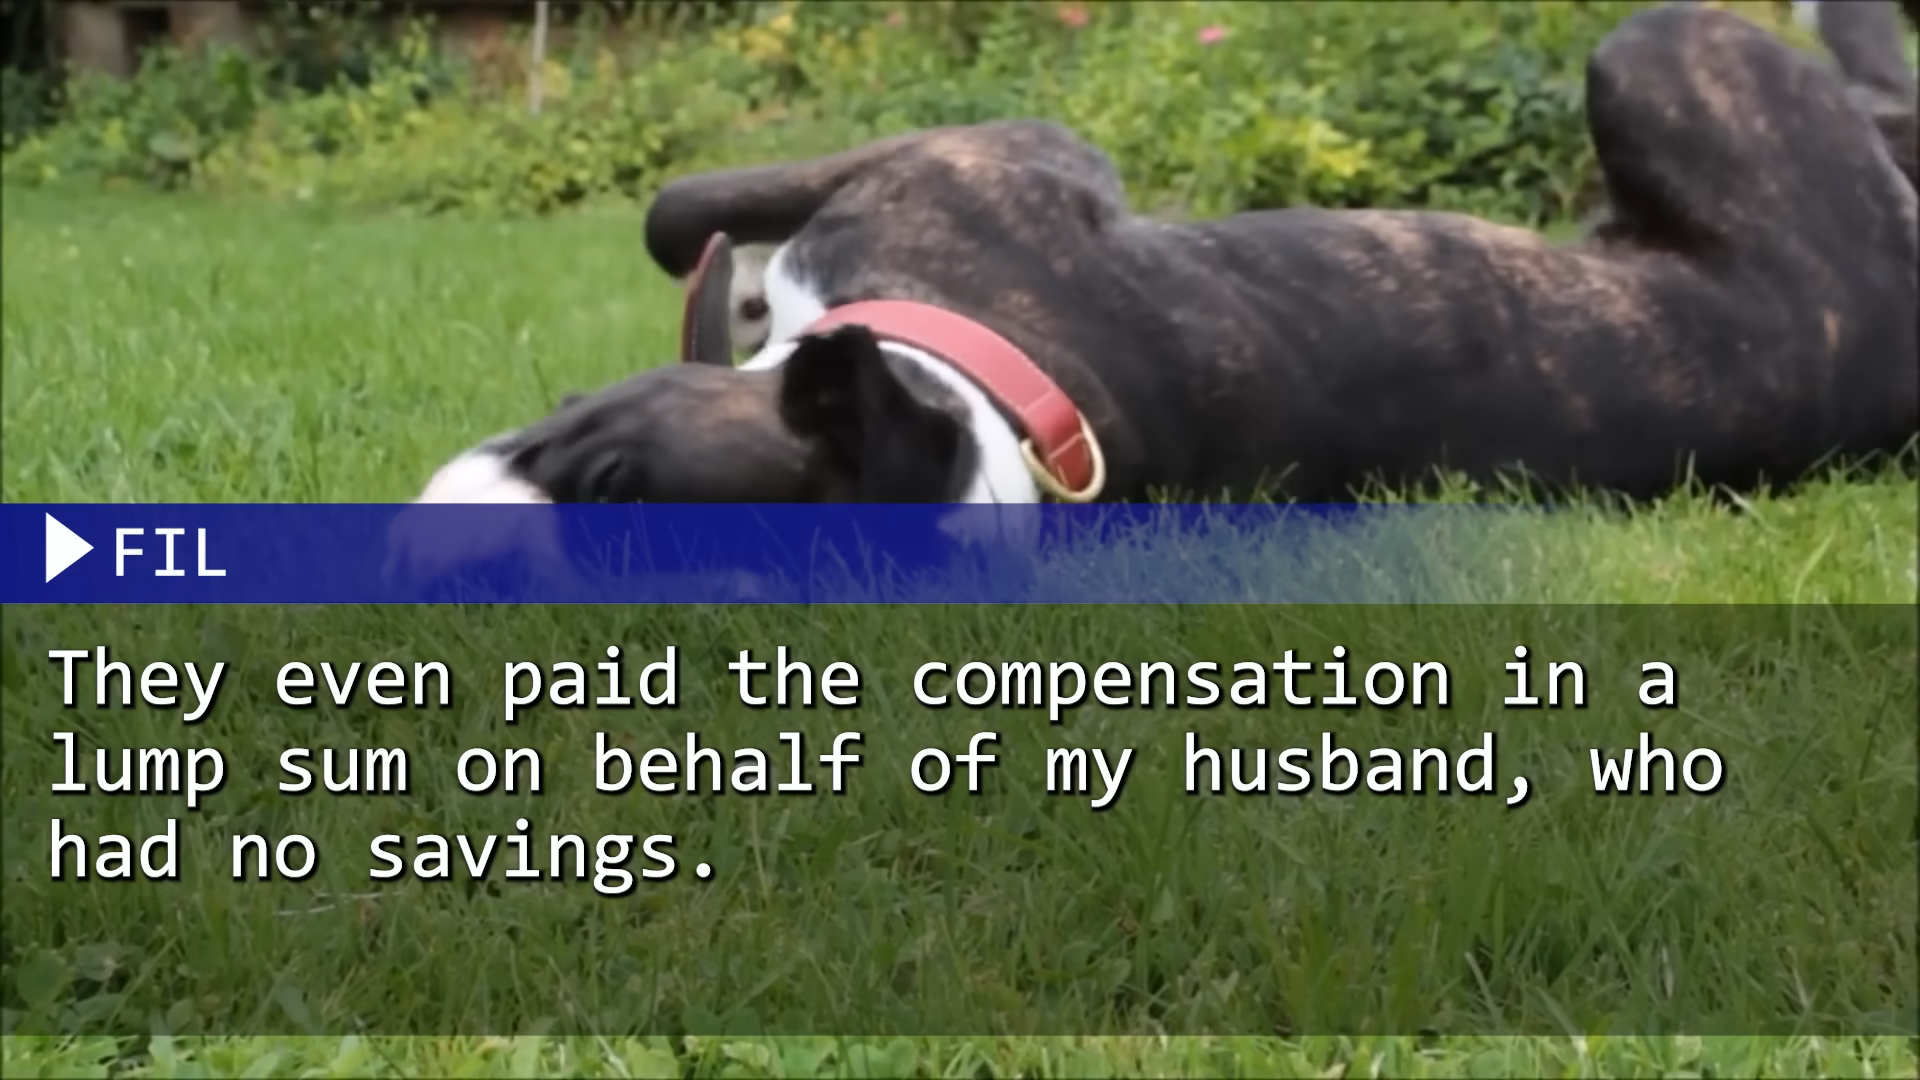 FIL
They even paid the compensation in a
lump sum on behalf of my husband, who
had no savings.